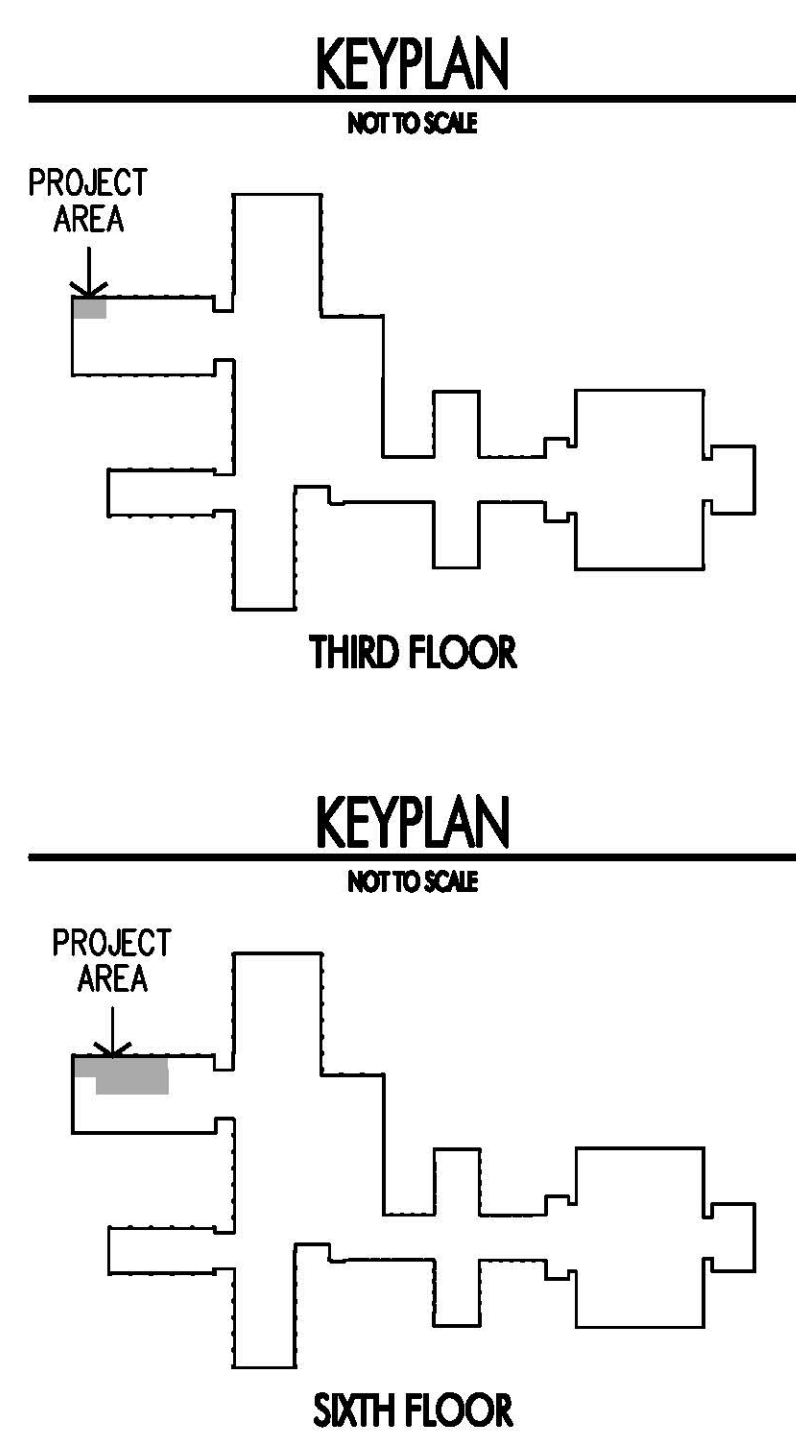 KEYPLAN
NOT TO SCALE
PROJECT
AREA
THIRD FLOOR
KEYPLAN
NOT TO SCALE
PROJECT
AREA
SIXTH FLOOR